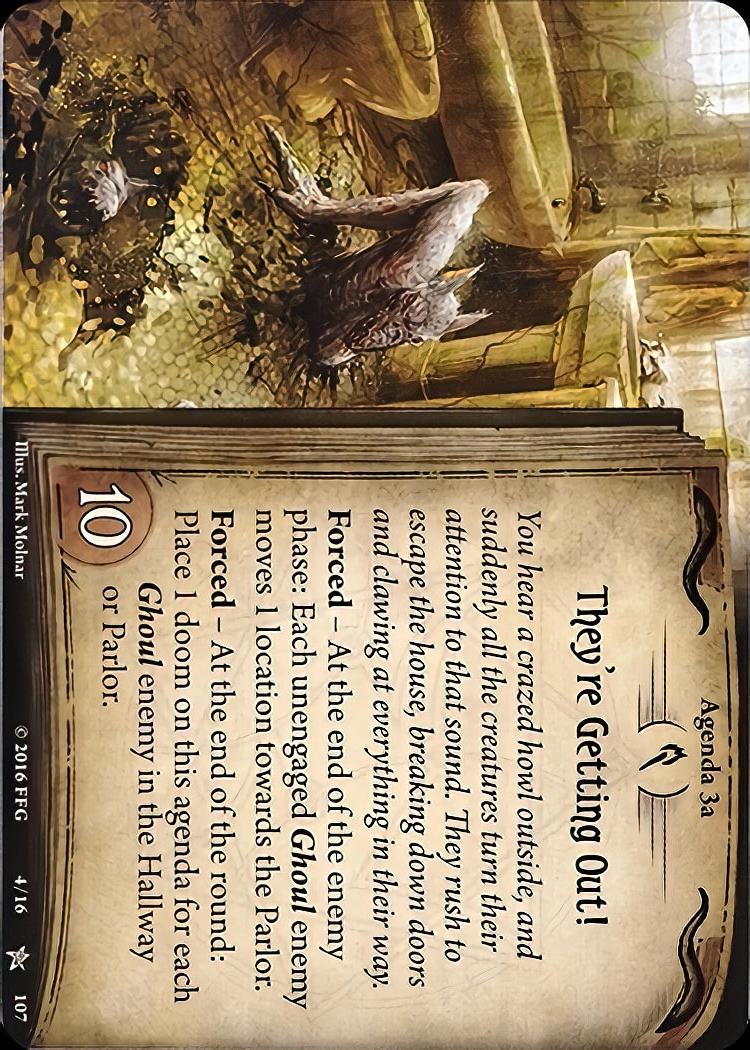 Agenda 3a
They're Getting Out!
You hear a crazed howl outside, and
suddenly all the creatures turn their
attention to that sound. They rush to
escape the house, breaking down doors
and clawing at everything in their way.
Forced – At the end of the enemy
phase: Each unengaged Ghoul enemy
moves 1 location towards the Parlor.
Forced – At the end of the round:
Place 1 doom on this agenda for each
Ghoul enemy in the Hallway
or Parlor.
10
Illus. Mark Molnar
© 2016 FFG
4/16
107